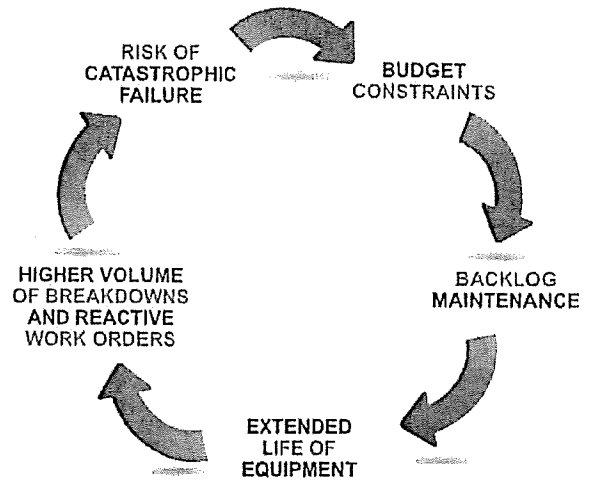 RISK OF
CATASTROPHIC
FAILURE
BUDGET
CONSTRAINTS
BACKLOG
MAINTENANCE
EXTENDED
LIFE OF
EQUIPMENT
HIGHER VOLUME
OF BREAKDOWNS
AND REACTIVE
WORK ORDERS